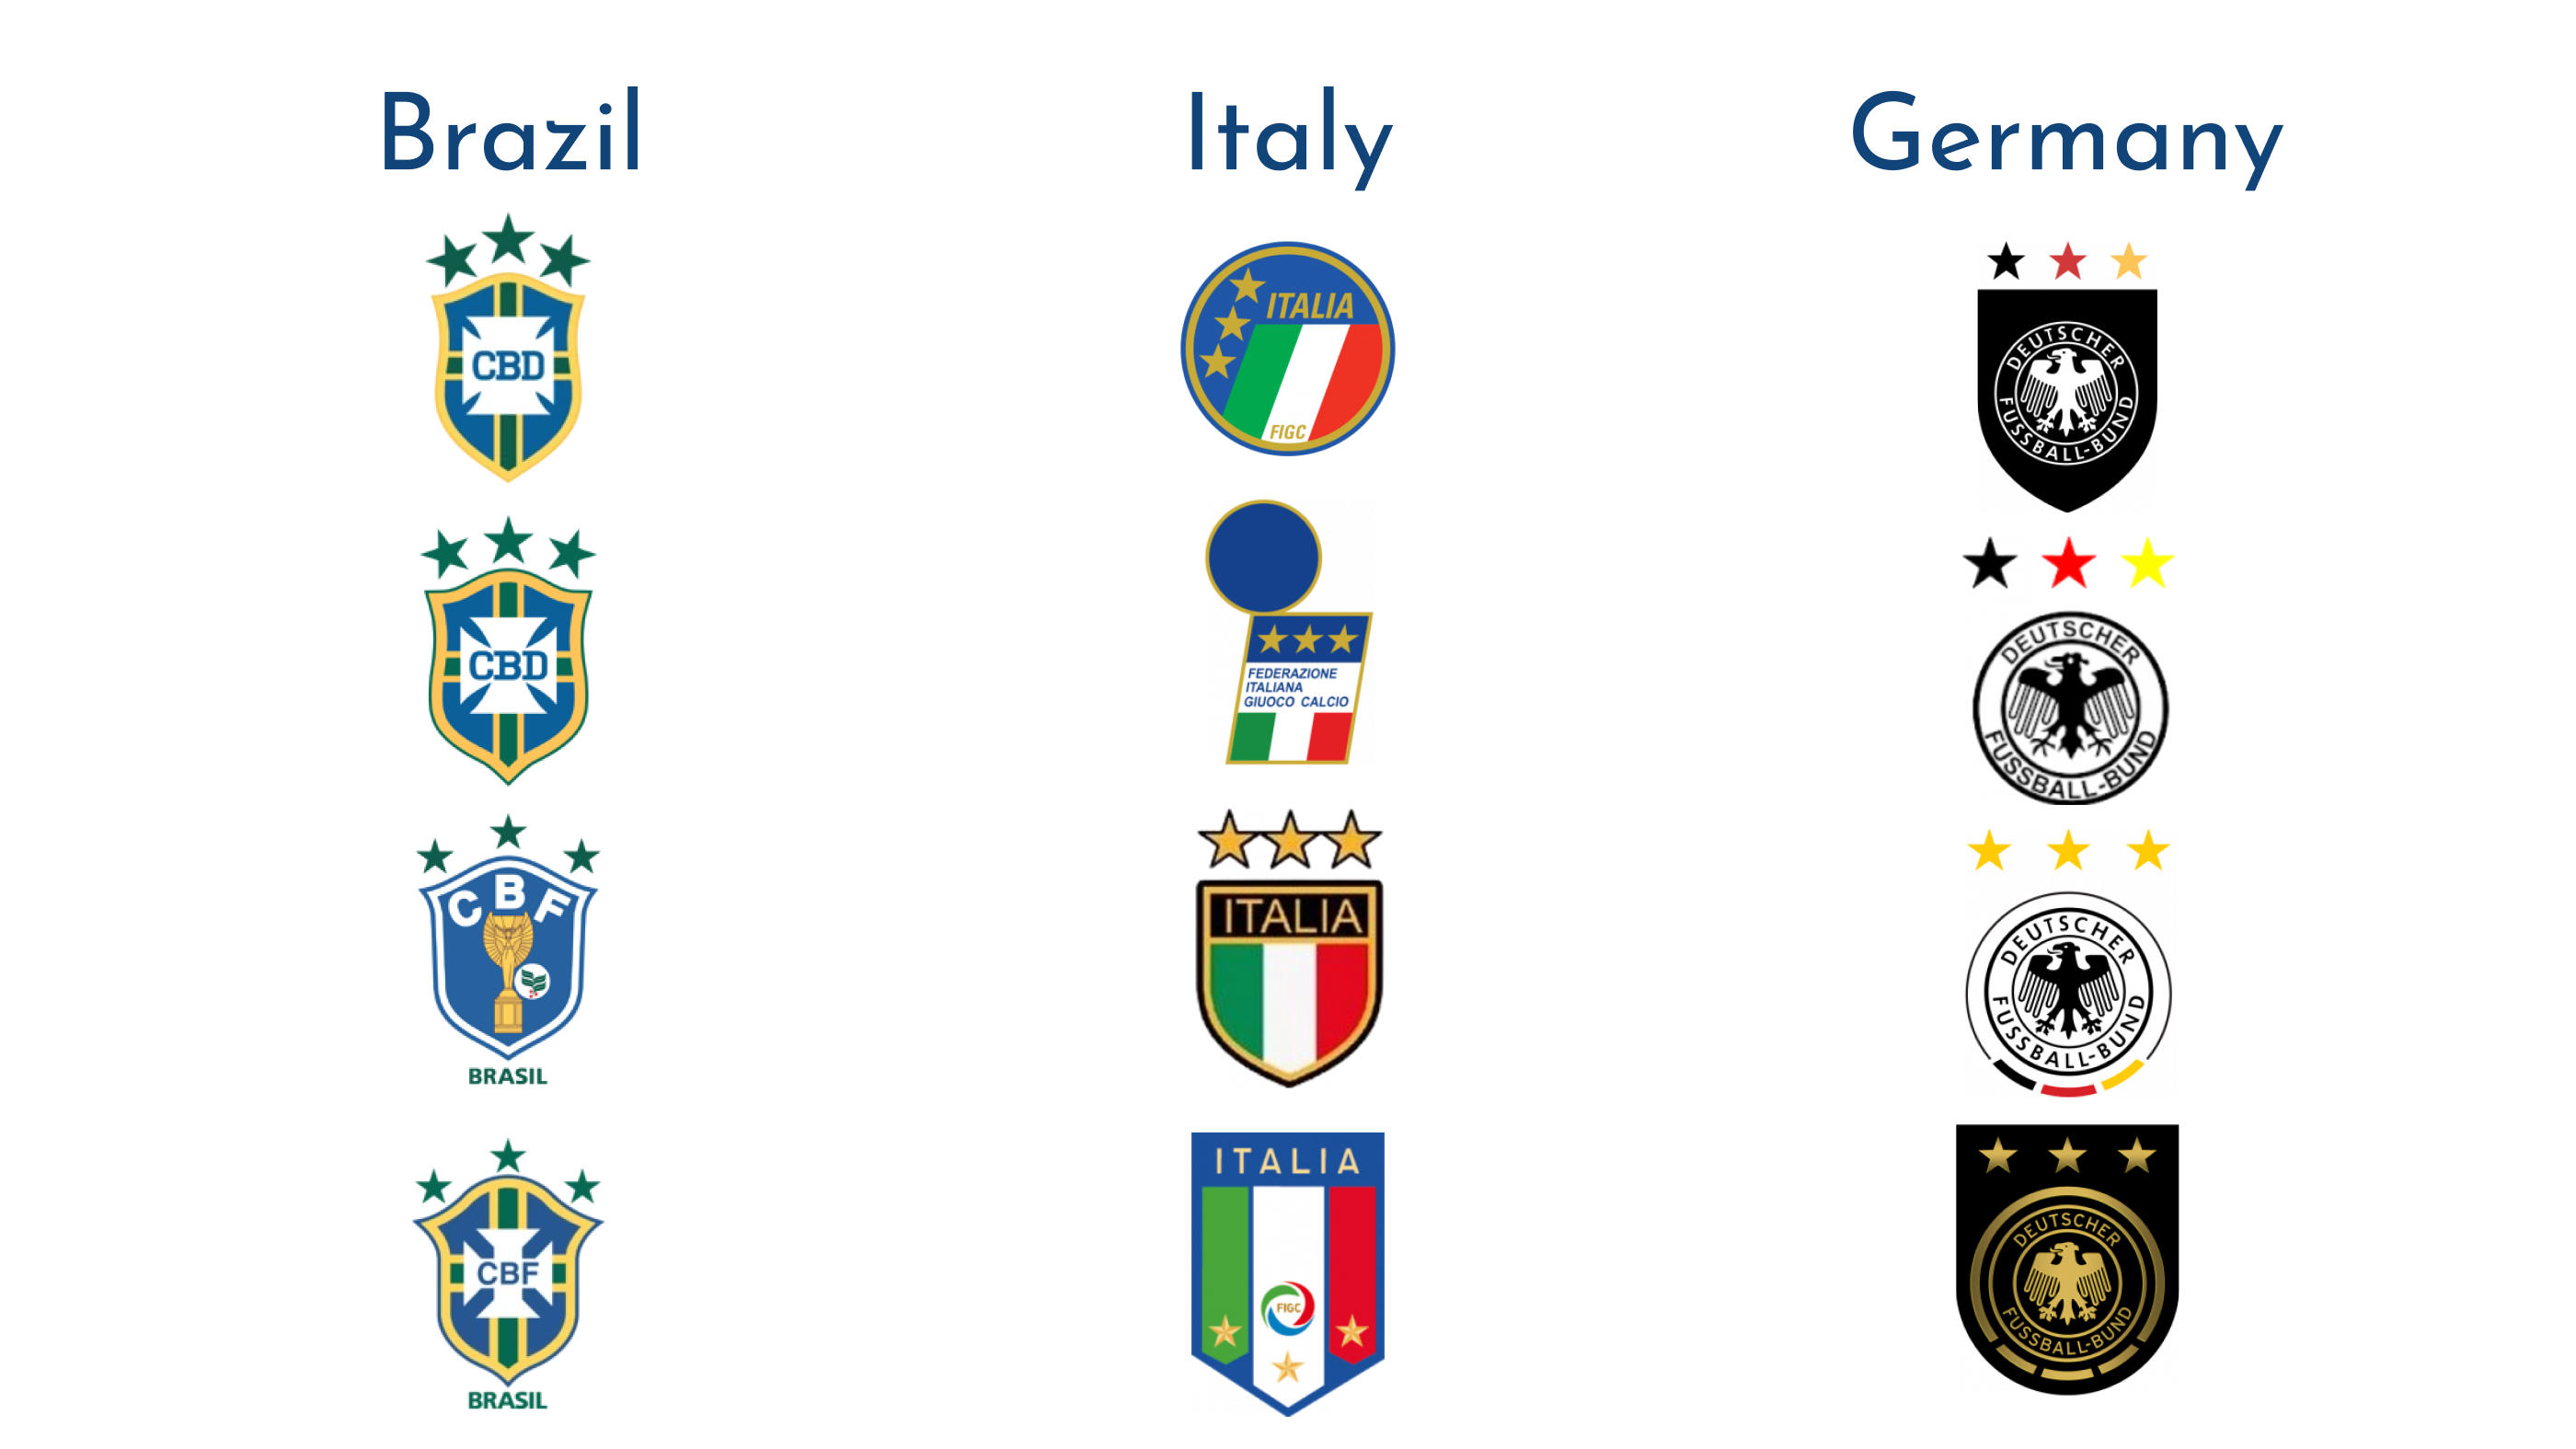 Brazil
Italy
Germany
CBD
CBD
CBF
BRASIL
CBF
BRASIL
ITALIA
FIGC
FEDERAZIONE
ITALIANA
GIUOCO CALCIO
ITALIA
ITALIA
FIGC
DEUTSCHER
FUSSBALL-BUND
DEUTSCHER
FUSSBALL-BUND
DEUTSCHER
FUSSBALL-BUND
DEUTSCHER
FUSSBALL-BUND